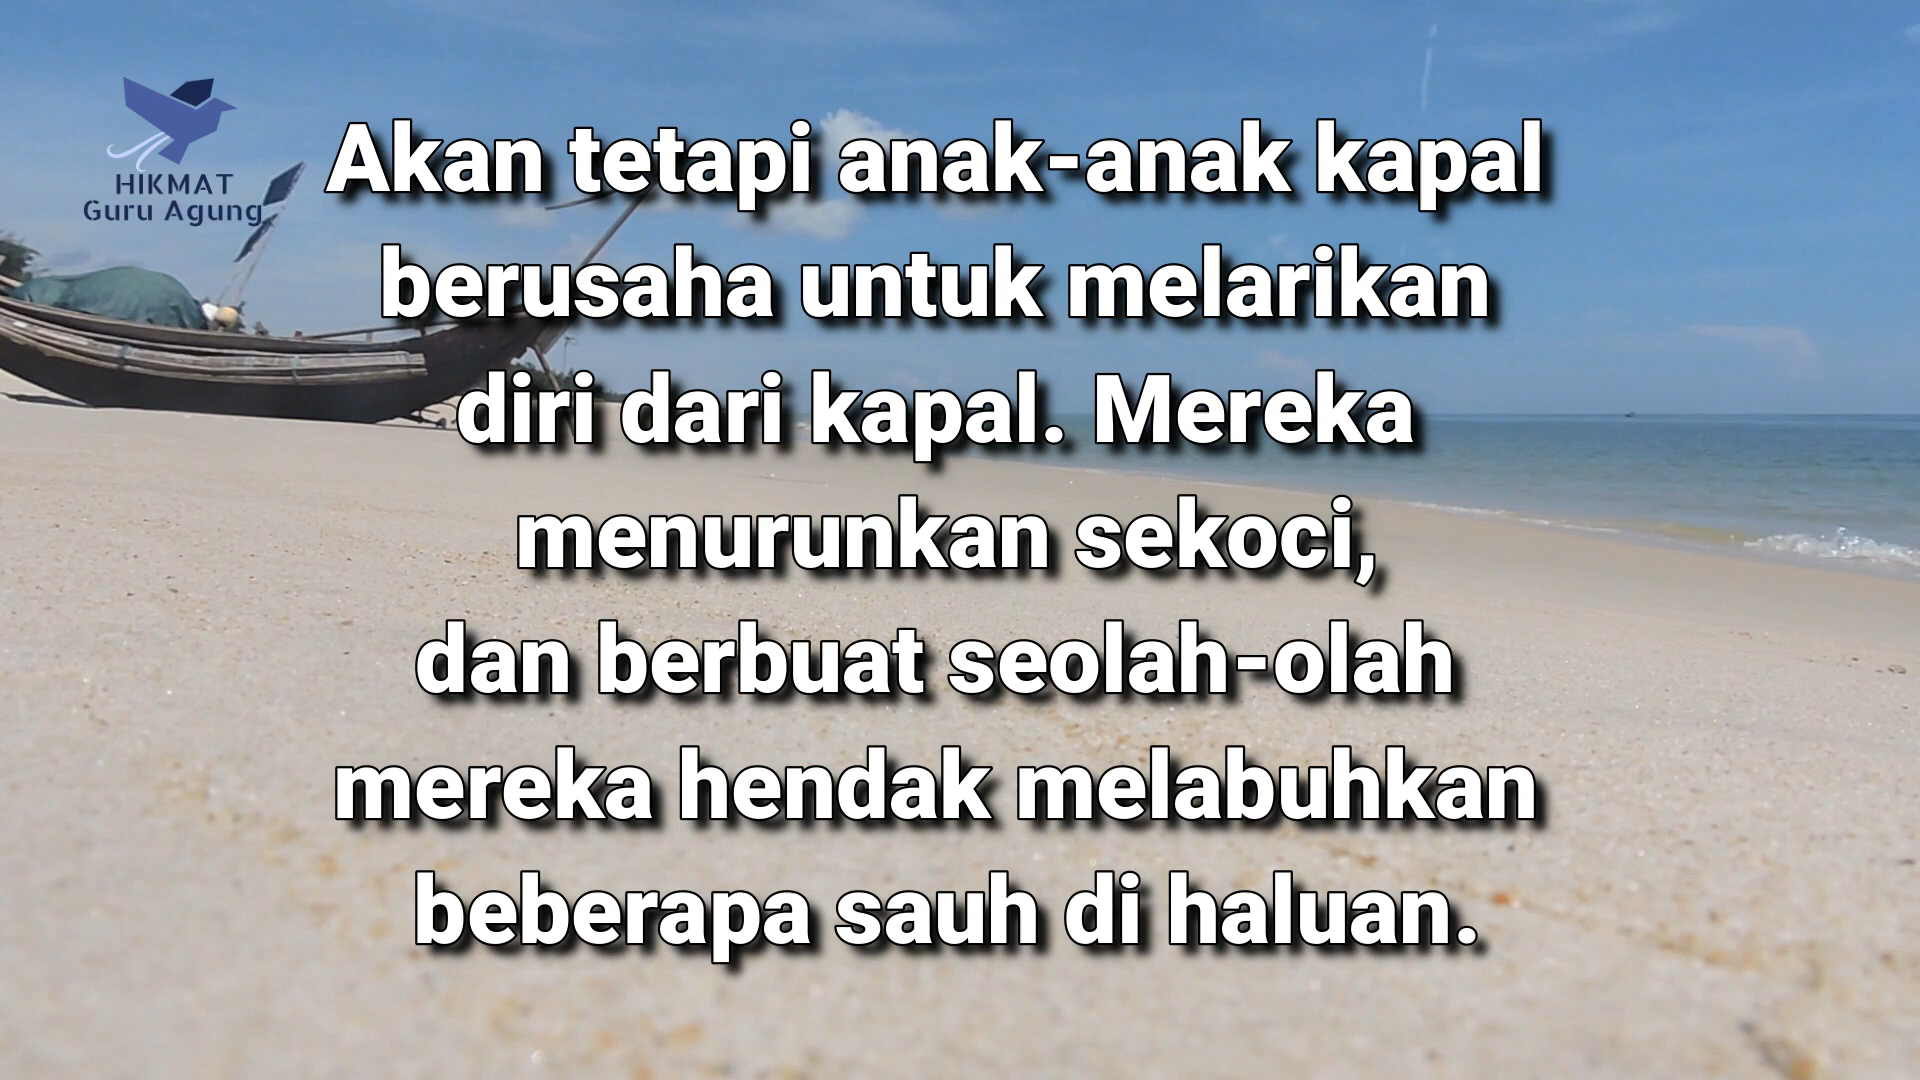 HIKMAT
Guru Agung
Akan tetapi anak-anak kapal
berusaha untuk melarikan
diri dari kapal. Mereka
menurunkan sekoci,
dan berbuat seolah-olah
mereka hendak melabuhkan
beberapa sauh di haluan.